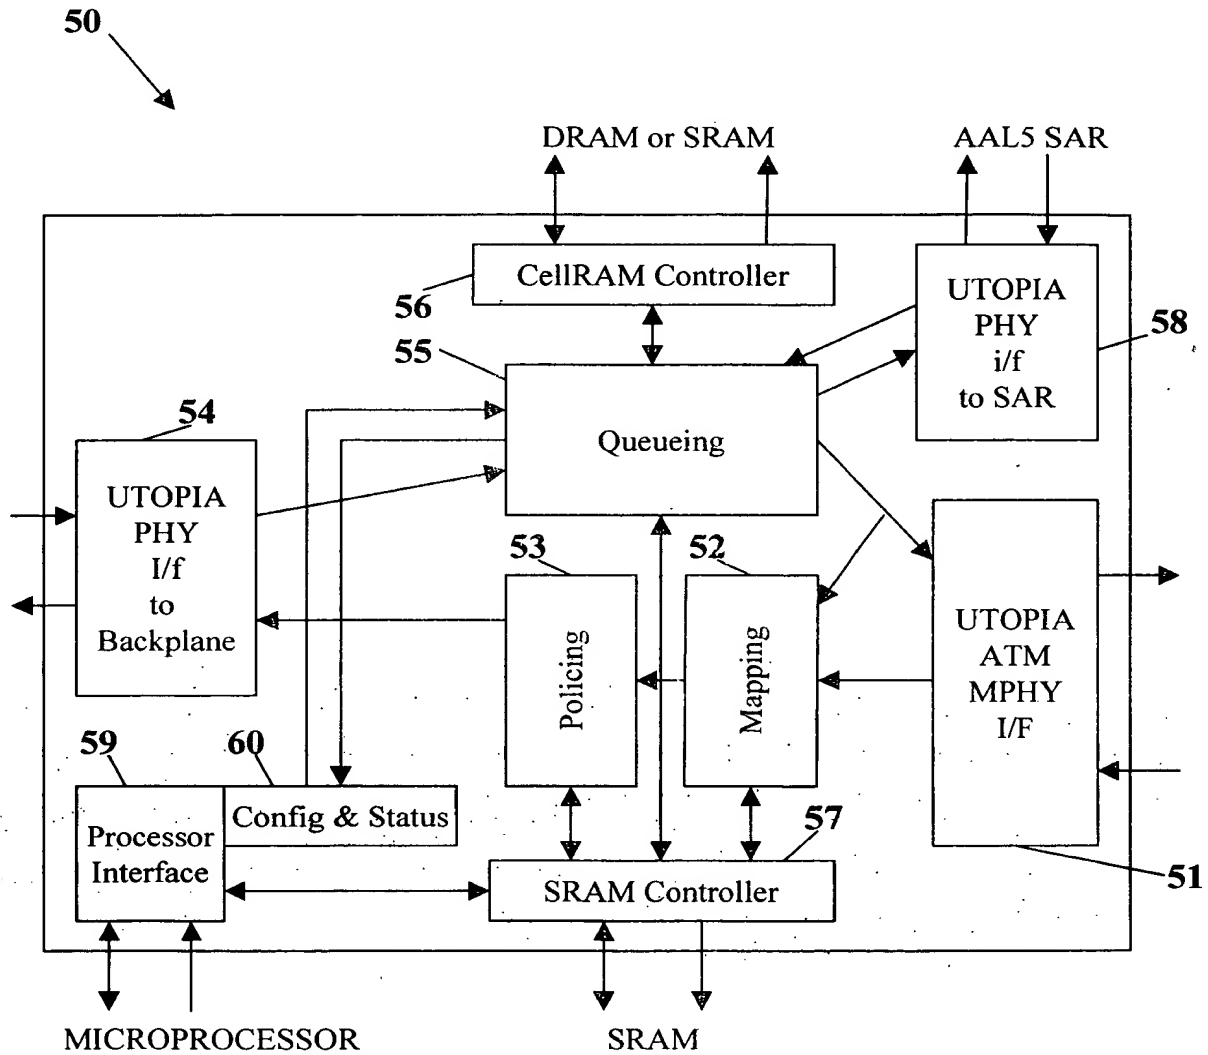 50
DRAM or SRAM
AAL5 SAR
CellRAM Controller
56
UTOPIA
PHY
i/f
to SAR
58
55
Queueing
54
UTOPIA
PHY
I/f
to
Backplane
53
Policing
52
Mapping
UTOPIA
ATM
MPHY
I/F
51
59
60
Config & Status
Processor
Interface
57
SRAM Controller
MICROPROCESSOR
SRAM